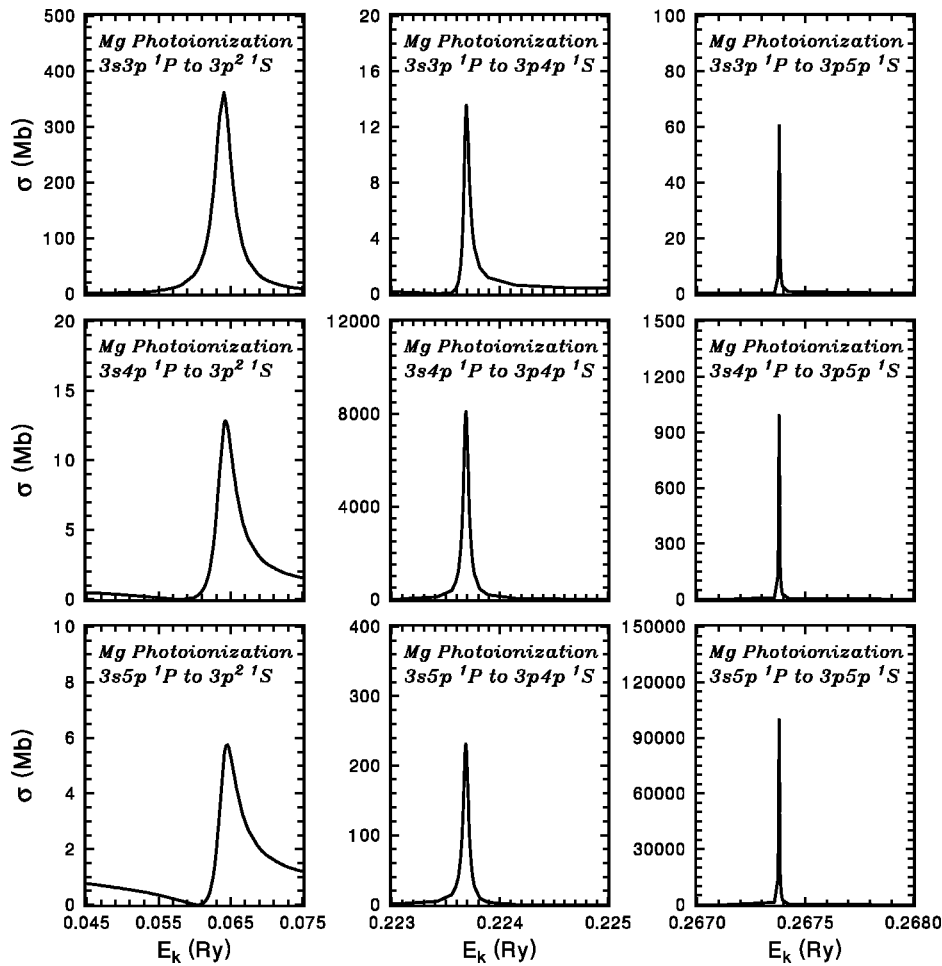 500
400
300
200
100
0
σ (Mb)
Mg Photoionization
3s3p ¹P to 3p² ¹S
20
16
12
8
4
0
Mg Photoionization
3s3p ¹P to 3p4p ¹S
100
80
60
40
20
0
Mg Photoionization
3s3p ¹P to 3p5p ¹S
20
15
10
5
0
σ (Mb)
Mg Photoionization
3s4p ¹P to 3p² ¹S
12000
8000
4000
0
Mg Photoionization
3s4p ¹P to 3p4p ¹S
1500
1200
900
600
300
0
Mg Photoionization
3s4p ¹P to 3p5p ¹S
10
8
6
4
2
0
σ (Mb)
Mg Photoionization
3s5p ¹P to 3p² ¹S
0.045 0.055 0.065 0.075
E_k (Ry)
400
300
200
100
0
Mg Photoionization
3s5p ¹P to 3p4p ¹S
0.223 0.224 0.225
E_k (Ry)
150000
120000
90000
60000
30000
0
Mg Photoionization
3s5p ¹P to 3p5p ¹S
0.2670 0.2675 0.2680
E_k (Ry)